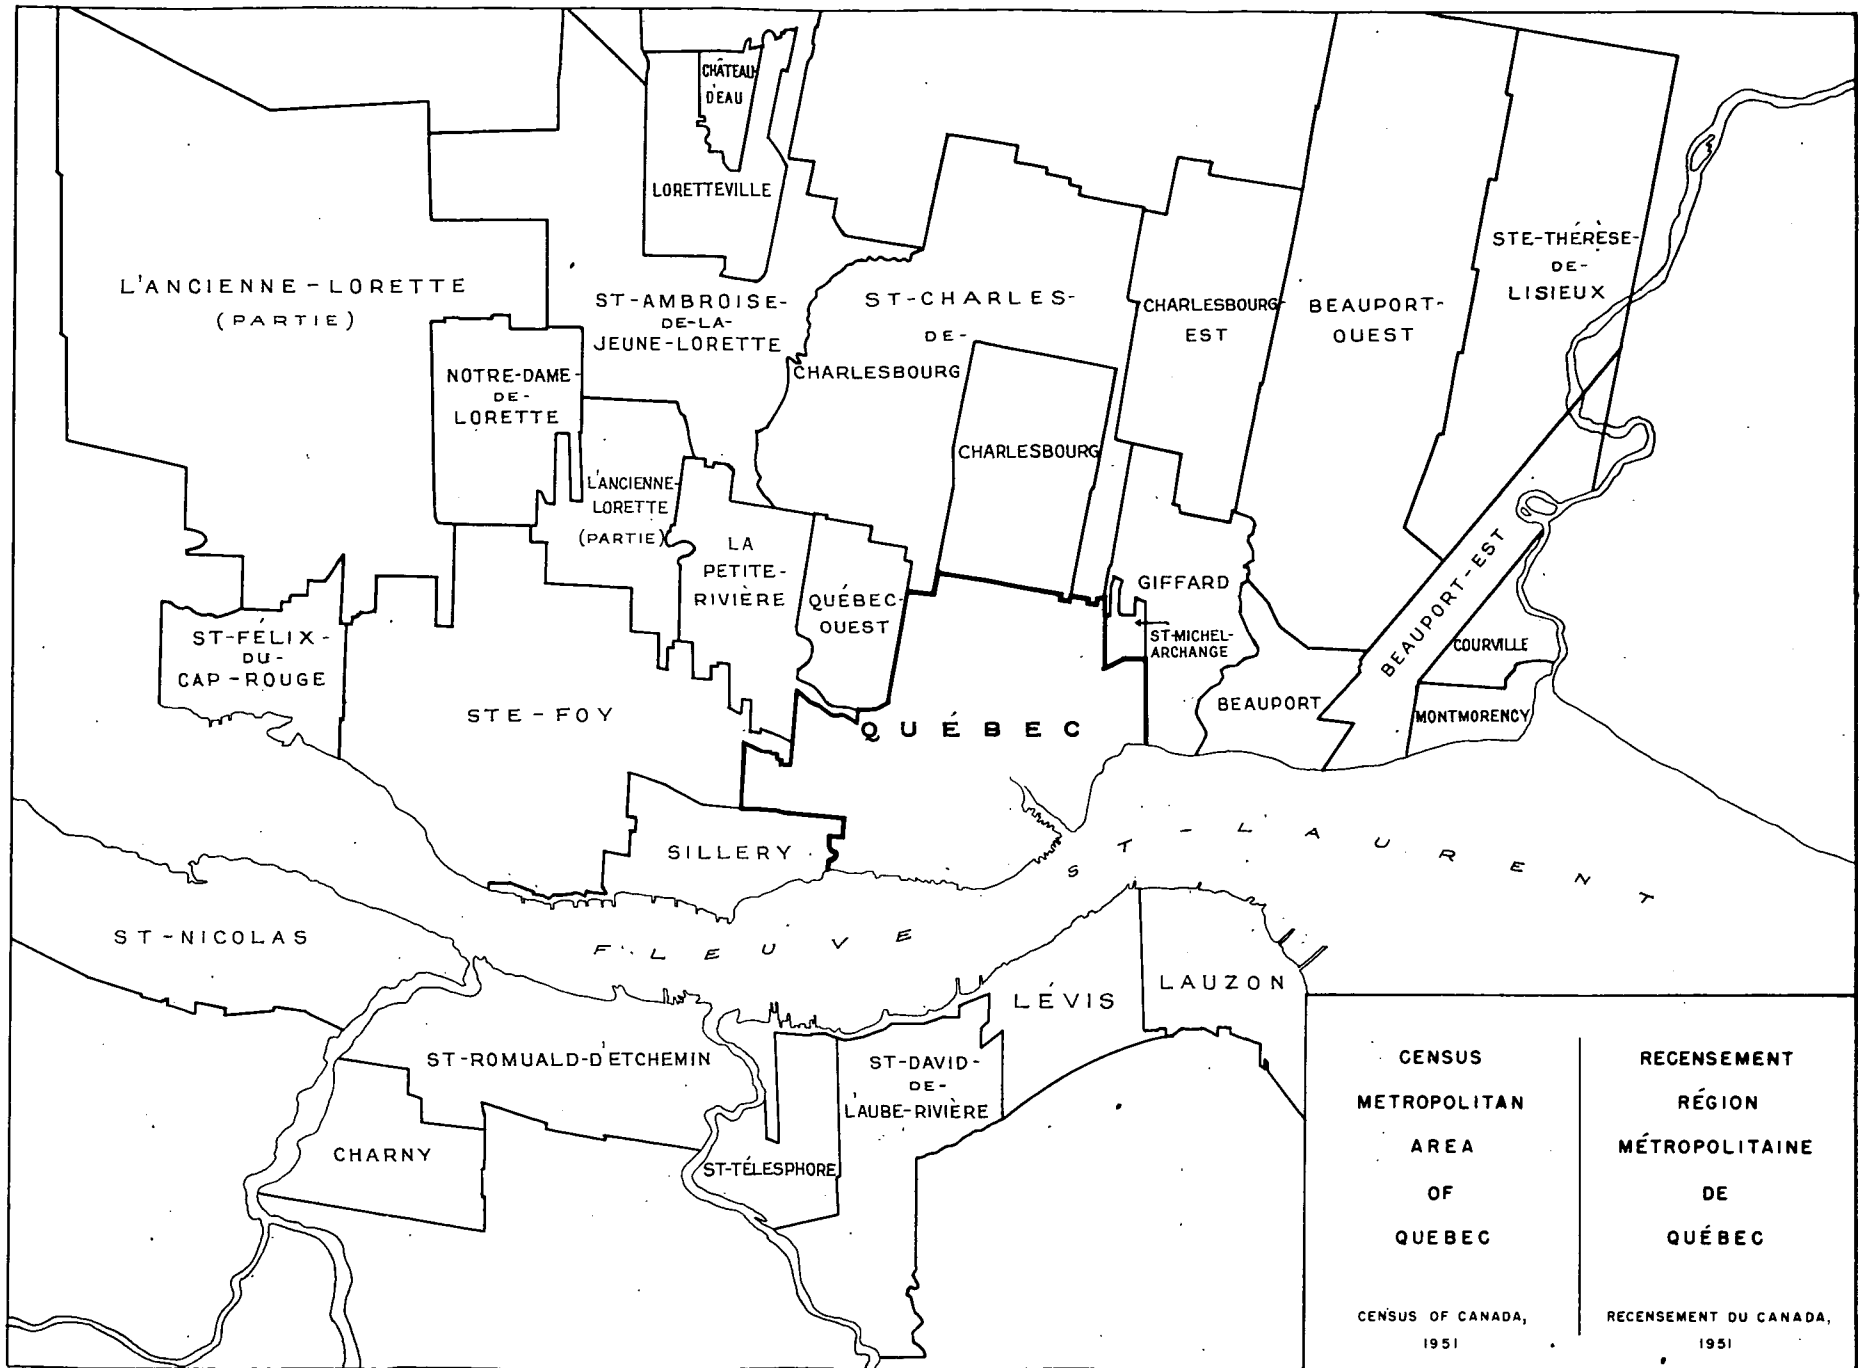 CHÂTEAU
D'EAU
LORETTEVILLE
L'ANCIENNE-LORETTE
(PARTIE)
ST-AMBROISE-
DE-LA-
JEUNE-LORETTE
ST-CHARLES-
DE-
CHARLESBOURG
CHARLESBOURG-
EST
BEAUPORT-
OUEST
STE-THÉRÈSE-
DE-
LISIEUX
NOTRE-DAME-
DE-
LORETTE
CHARLESBOURG
L'ANCIENNE-
LORETTE
(PARTIE)
LA
PETITE-
RIVIÈRE
QUÉBEC-
OUEST
GIFFARD
ST-MICHEL-
ARCHANGE
BEAUPORT-EST
COURVILLE
ST-FÉLIX-
DU-
CAP-ROUGE
STE-FOY
QUÉBEC
BEAUPORT
MONTMORENCY
SILLERY
FLEUVE ST-LAURENT
ST-NICOLAS
LÉVIS
LAUZON
ST-ROMUALD-D'ETCHEMIN
ST-DAVID-
DE-
L'AUBE-RIVIÈRE
CHARNY
ST-TÉLESPHORE
CENSUS
METROPOLITAN
AREA
OF
QUEBEC
CENSUS OF CANADA,
1951
RECENSEMENT
RÉGION
MÉTROPOLITAINE
DE
QUÉBEC
RECENSEMENT DU CANADA,
1951